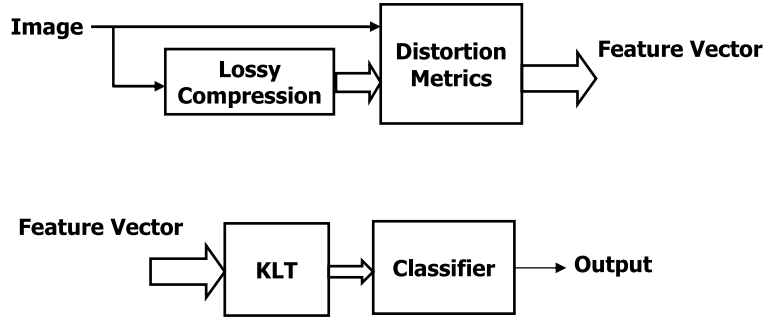 Image
Lossy
Compression
Distortion
Metrics
Feature Vector
Feature Vector
KLT
Classifier
Output